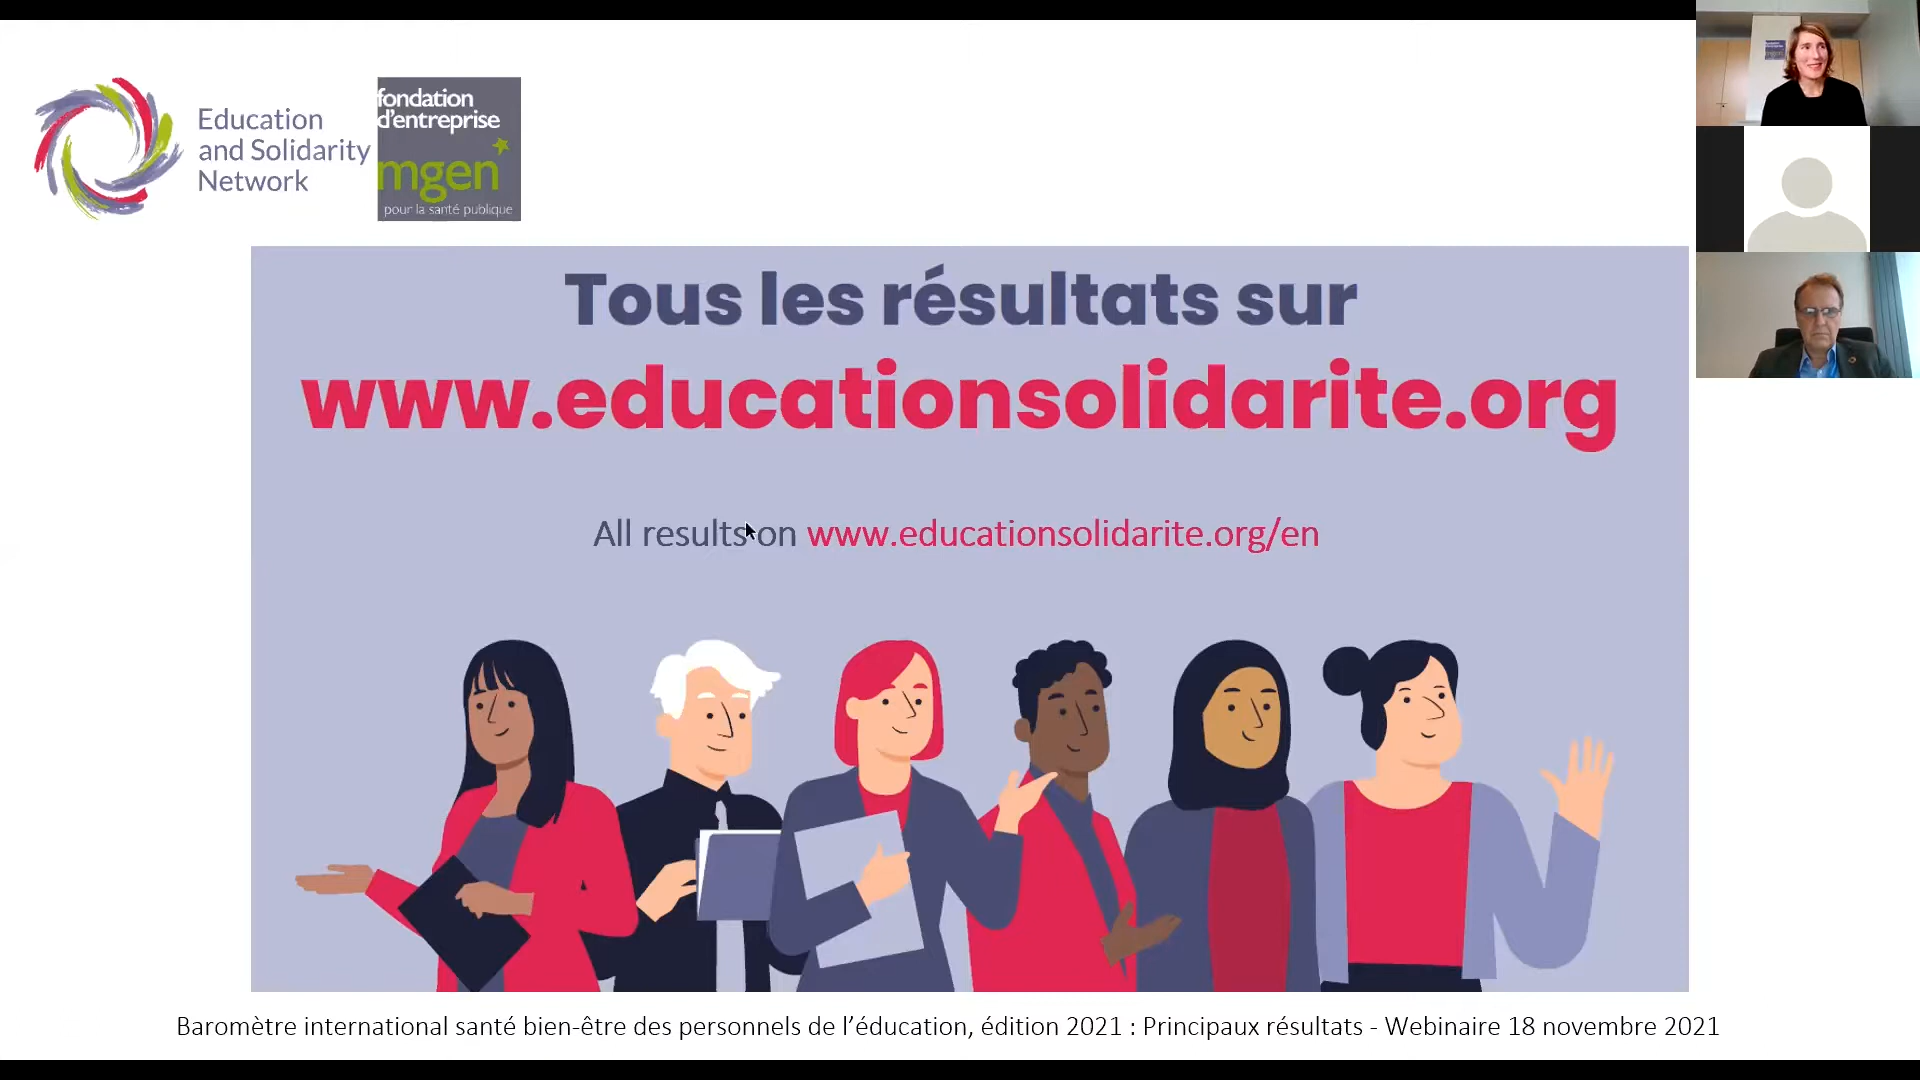 Education
and Solidarity
Network
fondation
d'entreprise
mgen
pour la santé publique
Tous les résultats sur
www.educationsolidarite.org
All results on www.educationsolidarite.org/en
Baromètre international santé bien-être des personnels de l’éducation, édition 2021 : Principaux résultats - Webinaire 18 novembre 2021